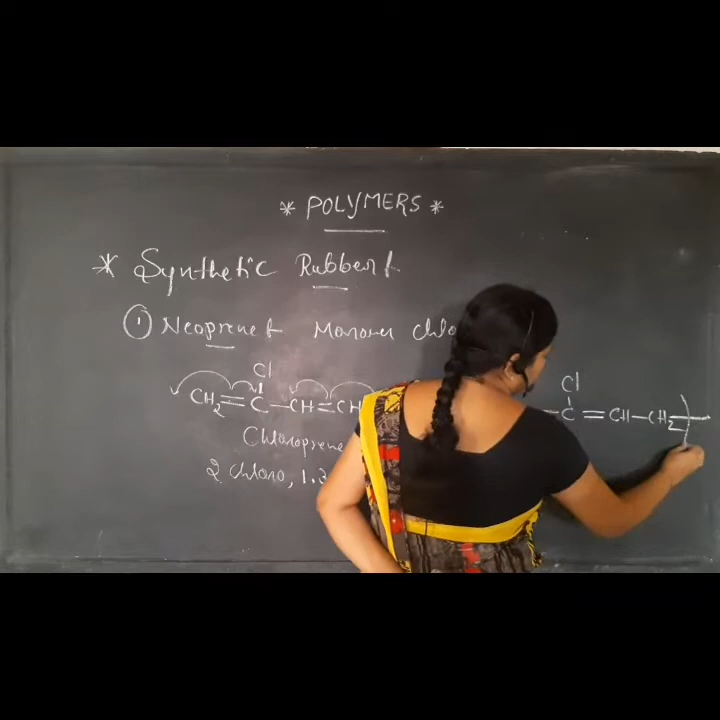 * POLYMERS *
* Synthetic Rubber :-
① Neoprene :- Monomer chlo
Cl Cl
CH₂=C-CH=CH -C=CH-CH₂
Chloroprene
2 chloro, 1,3